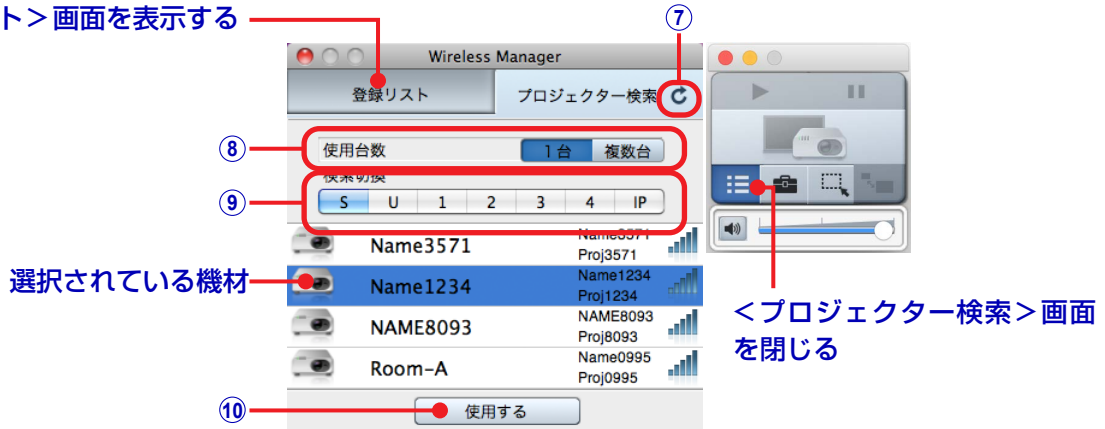 ト＞画面を表示する
⑦
Wireless Manager
登録リスト
プロジェクター検索
⑧
使用台数
1台
複数台
検索切換
⑨
S U 1 2 3 4 IP
Name3571
Name3571
Proj3571
選択されている機材
Name1234
Name1234
Proj1234
NAME8093
NAME8093
Proj8093
Room-A
Name0995
Proj0995
⑩
使用する
＜プロジェクター検索＞画面
を閉じる